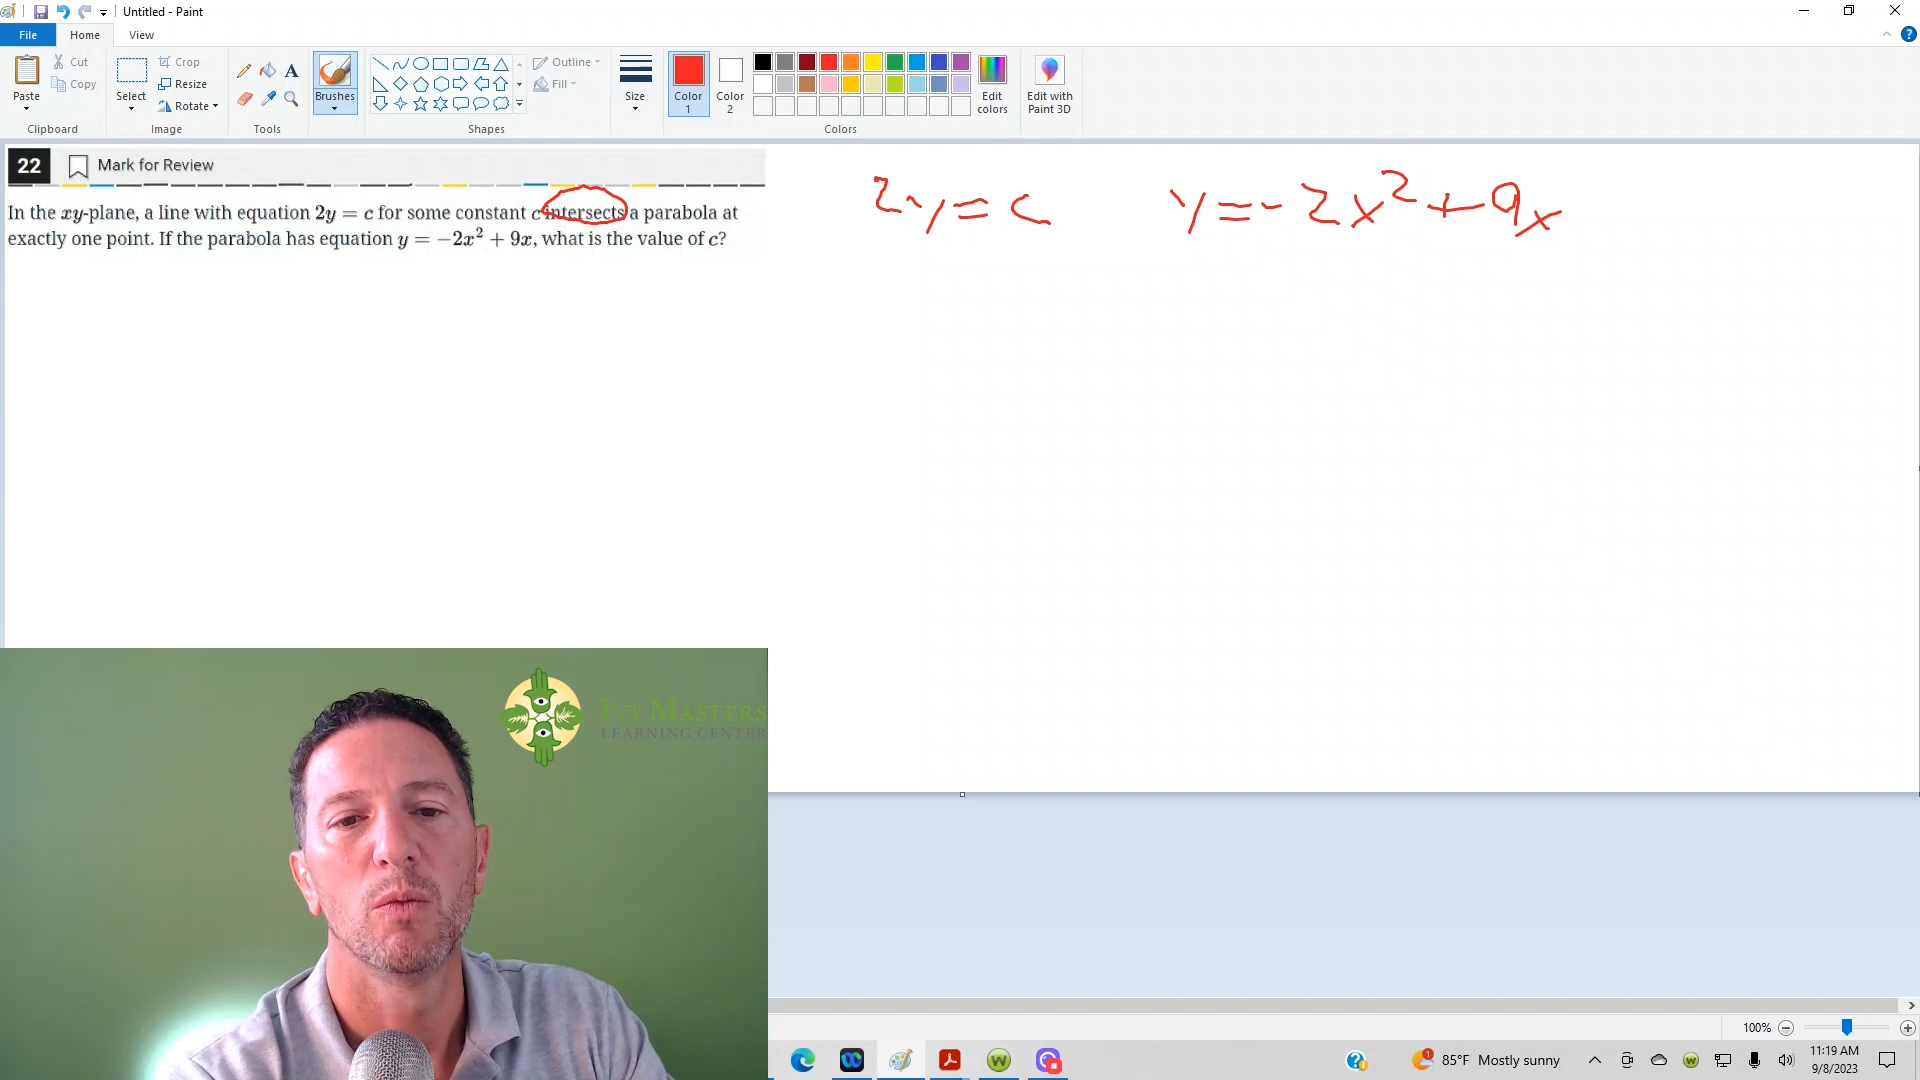 Untitled - Paint
File Home View
Paste
Cut
Copy
Clipboard
Select
Crop
Resize
Rotate
Image
Tools
Brushes
Shapes
Outline
Fill
Size
Color 1
Color 2
Colors
Edit colors
Edit with Paint 3D
22 Mark for Review
In the xy-plane, a line with equation 2y = c for some constant c intersects a parabola at
exactly one point. If the parabola has equation y = −2x² + 9x, what is the value of c?
2y = c y = -2x² + 9x
IVY MASTERS
LEARNING CENTER
100%
85°F Mostly sunny
11:19 AM
9/8/2023